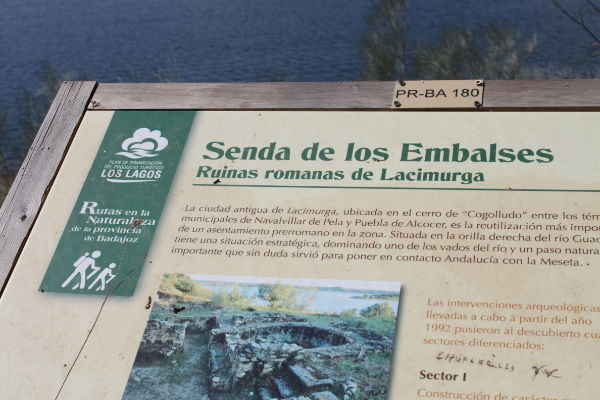 PR-BA 180
PLAN DE DINAMIZACIÓN
DEL PRODUCTO TURÍSTICO
LOS LAGOS
Rutas en la
Naturaleza
de la provincia
de Badajoz
Senda de los Embalses
Ruinas romanas de Lacimurga
La ciudad antigua de Lacimurga, ubicada en el cerro de "Cogolludo" entre los
municipales de Navalvillar de Pela y Puebla de Alcocer, es la reutilización más
de un asentamiento prerromano en la zona. Situada en la orilla derecha del río
tiene una situación estratégica, dominando uno de los vados del río y un paso
importante que sin duda sirvió para poner en contacto Andalucía con la Meseta.
Las intervenciones arqueológicas
llevadas a cabo a partir del año
1992 pusieron al descubierto
sectores diferenciados:
Sector I
Construcción de carácter